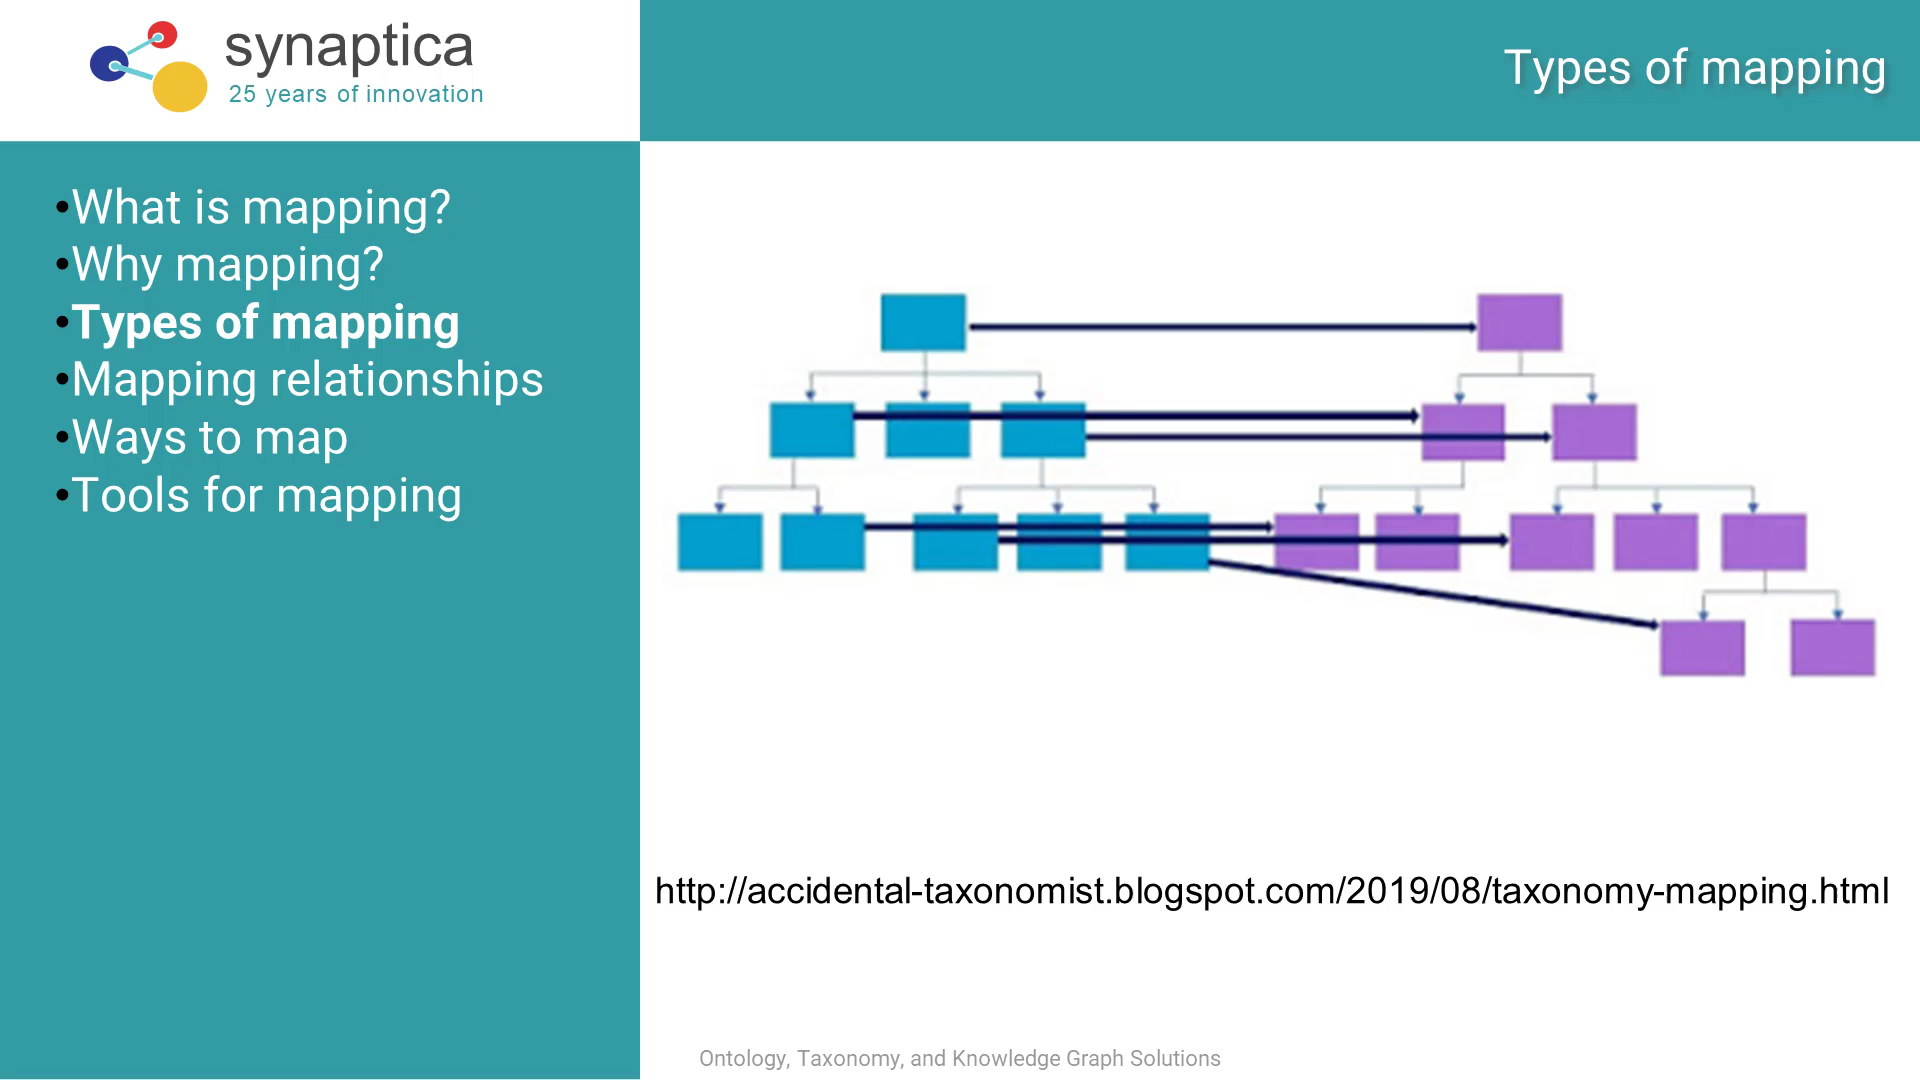 synaptica
25 years of innovation
Types of mapping
•What is mapping?
•Why mapping?
•Types of mapping
•Mapping relationships
•Ways to map
•Tools for mapping
http://accidental-taxonomist.blogspot.com/2019/08/taxonomy-mapping.html
Ontology, Taxonomy, and Knowledge Graph Solutions